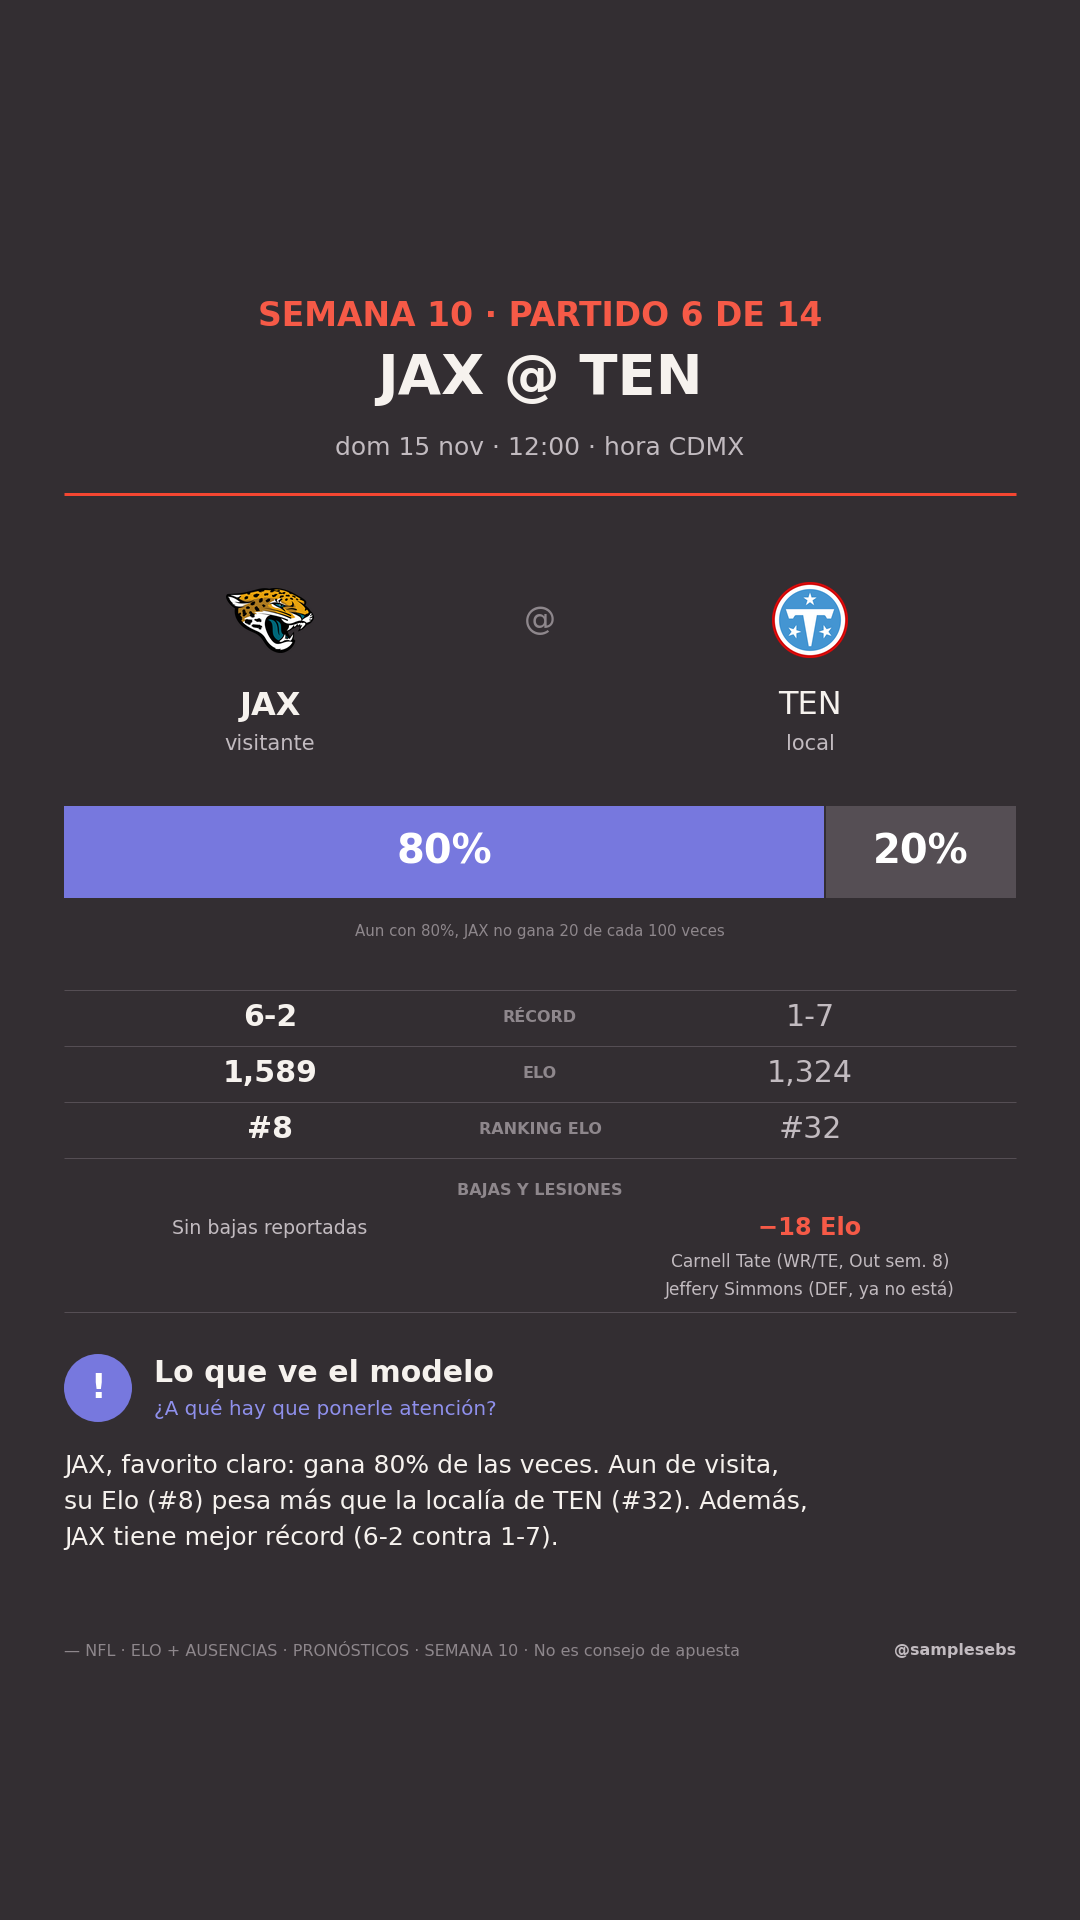 SEMANA 10 · PARTIDO 6 DE 14
JAX @ TEN
dom 15 nov · 12:00 · hora CDMX
@
JAX
TEN
visitante
local
80%
20%
Aun con 80%, JAX no gana 20 de cada 100 veces
6-2 RÉCORD 1-7
1,589 ELO 1,324
#8 RANKING ELO #32
BAJAS Y LESIONES
Sin bajas reportadas
−18 Elo
Carnell Tate (WR/TE, Out sem. 8)
Jeffery Simmons (DEF, ya no está)
!
Lo que ve el modelo
¿A qué hay que ponerle atención?
JAX, favorito claro: gana 80% de las veces. Aun de visita,
su Elo (#8) pesa más que la localía de TEN (#32). Además,
JAX tiene mejor récord (6-2 contra 1-7).
— NFL · ELO + AUSENCIAS · PRONÓSTICOS · SEMANA 10 · No es consejo de apuesta
@samplesebs